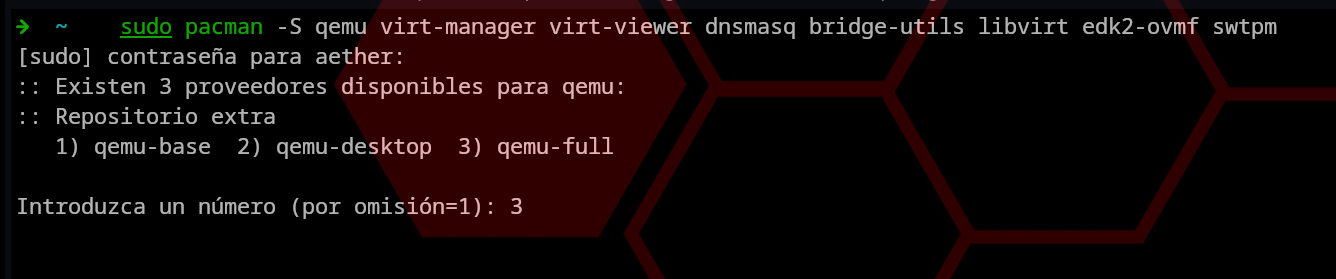 ➜  ~  sudo pacman -S qemu virt-manager virt-viewer dnsmasq bridge-utils libvirt edk2-ovmf swtpm
[sudo] contraseña para aether:
:: Existen 3 proveedores disponibles para qemu:
:: Repositorio extra
   1) qemu-base  2) qemu-desktop  3) qemu-full
Introduzca un número (por omisión=1): 3